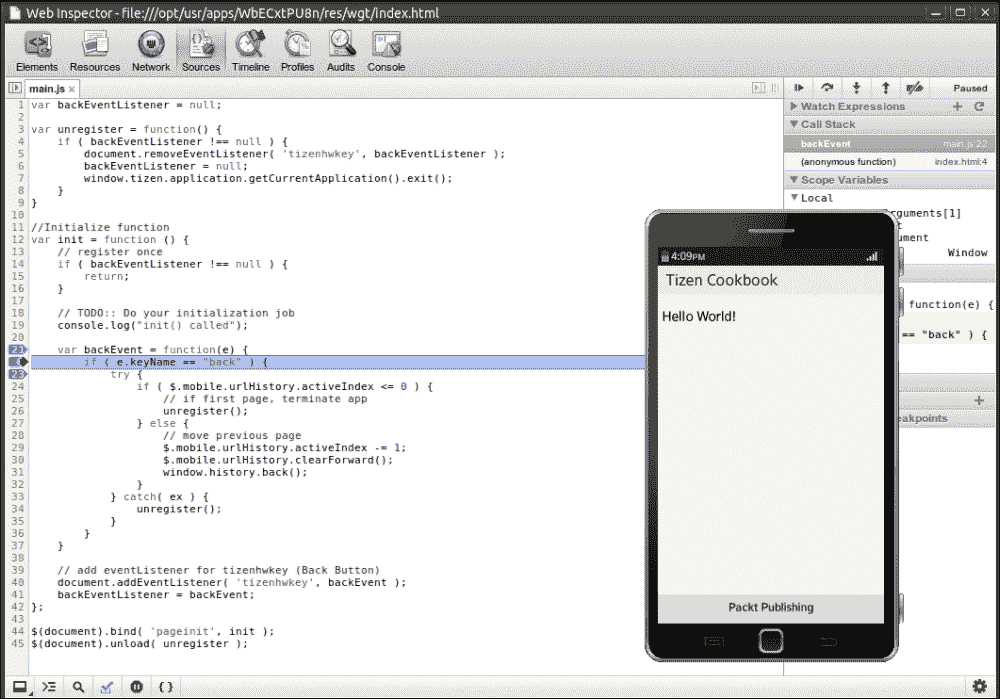 Web Inspector - file:///opt/usr/apps/WbECxtPU8n/res/wgt/index.html
Elements Resources Network Sources Timeline Profiles Audits Console
main.js × Paused
1 var backEventListener = null;
2
3 var unregister = function() {
4 if ( backEventListener !== null ) {
5 document.removeEventListener( 'tizenhwkey', backEventListener );
6 backEventListener = null;
7 window.tizen.application.getCurrentApplication().exit();
8 }
9 }
10
11 //Initialize function
12 var init = function () {
13 // register once
14 if ( backEventListener !== null ) {
15 return;
16 }
17
18 // TODO:: Do your initialization job
19 console.log("init() called");
20
21 var backEvent = function(e) {
if ( e.keyName == "back" ) {
23 try {
24 if ( $.mobile.urlHistory.activeIndex <= 0 ) {
25 // if first page, terminate app
26 unregister();
27 } else {
28 // move previous page
29 $.mobile.urlHistory.activeIndex -= 1;
30 $.mobile.urlHistory.clearForward();
31 window.history.back();
32 }
33 } catch( ex ) {
34 unregister();
35 }
36 }
37 }
38
39 // add eventListener for tizenhwkey (Back Button)
40 document.addEventListener( 'tizenhwkey', backEvent );
41 backEventListener = backEvent;
42 };
43
44 $(document).bind( 'pageinit', init );
45 $(document).unload( unregister );
Watch Expressions
Call Stack
backEvent main.js:22
(anonymous function) index.html:4
Scope Variables
Local
rguments[1]
t
ument
Window
function(e) {
== "back" ) {
eakpoints
4:09PM
Tizen Cookbook
Hello World!
Packt Publishing